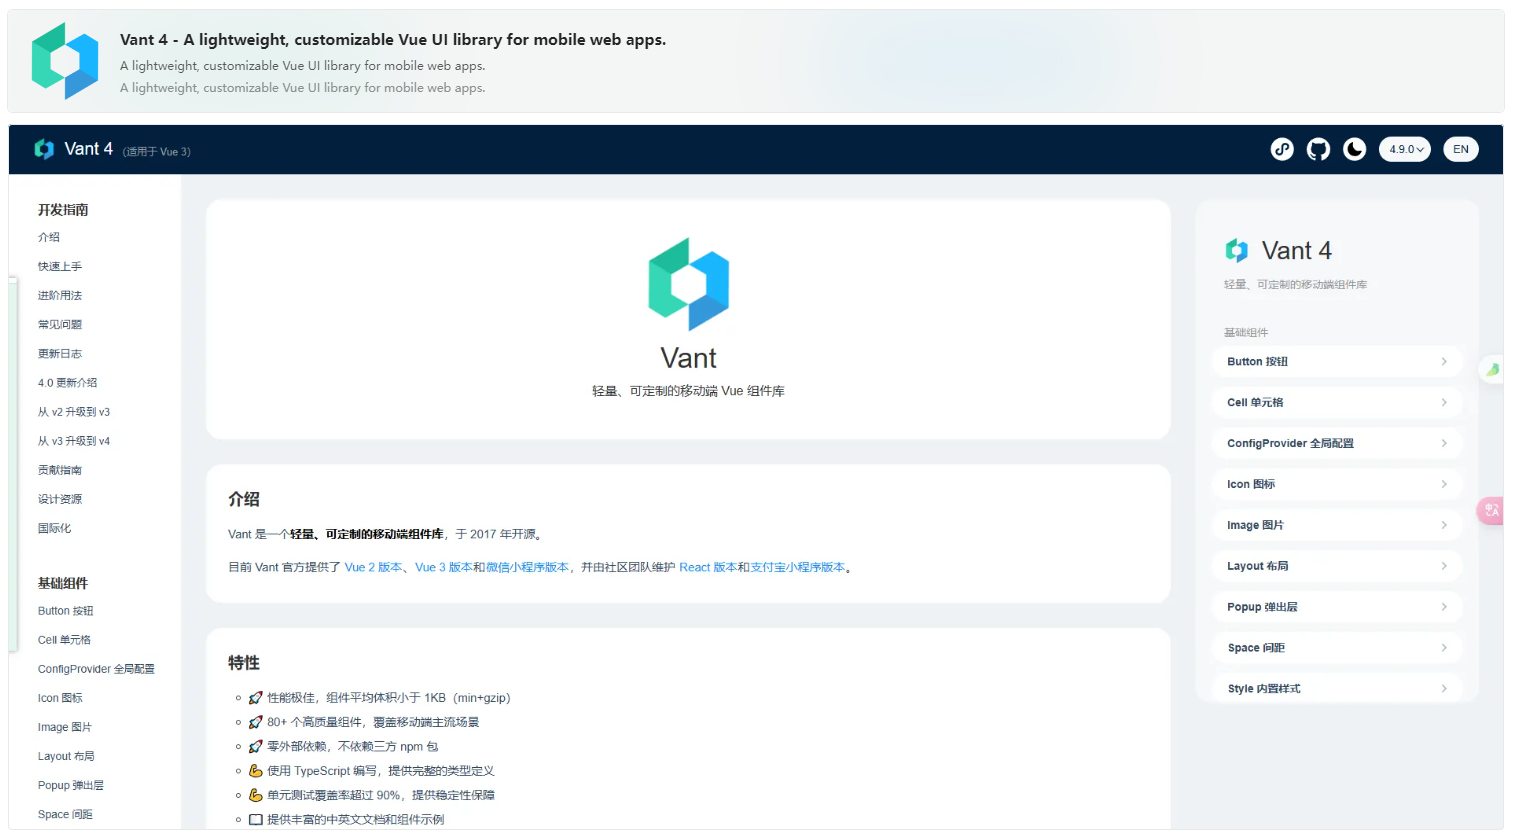 Vant 4 - A lightweight, customizable Vue UI library for mobile web apps.
A lightweight, customizable Vue UI library for mobile web apps.
A lightweight, customizable Vue UI library for mobile web apps.
Vant 4 (适用于 Vue 3)
4.9.0
EN
开发指南
介绍
快速上手
进阶用法
常见问题
更新日志
4.0 更新介绍
从 v2 升级到 v3
从 v3 升级到 v4
贡献指南
设计资源
国际化
基础组件
Button 按钮
Cell 单元格
ConfigProvider 全局配置
Icon 图标
Image 图片
Layout 布局
Popup 弹出层
Space 间距
Vant
轻量、可定制的移动端 Vue 组件库
介绍
Vant 是一个轻量、可定制的移动端组件库，于 2017 年开源。
目前 Vant 官方提供了 Vue 2 版本、Vue 3 版本和微信小程序版本，并由社区团队维护 React 版本和支付宝小程序版本。
特性
🚀 性能极佳，组件平均体积小于 1KB（min+gzip）
🚀 80+ 个高质量组件，覆盖移动端主流场景
🚀 零外部依赖，不依赖三方 npm 包
💪 使用 TypeScript 编写，提供完整的类型定义
💪 单元测试覆盖率超过 90%，提供稳定性保障
📖 提供丰富的中英文文档和组件示例
Vant 4
轻量、可定制的移动端组件库
基础组件
Button 按钮
Cell 单元格
ConfigProvider 全局配置
Icon 图标
Image 图片
Layout 布局
Popup 弹出层
Space 间距
Style 内置样式
中A